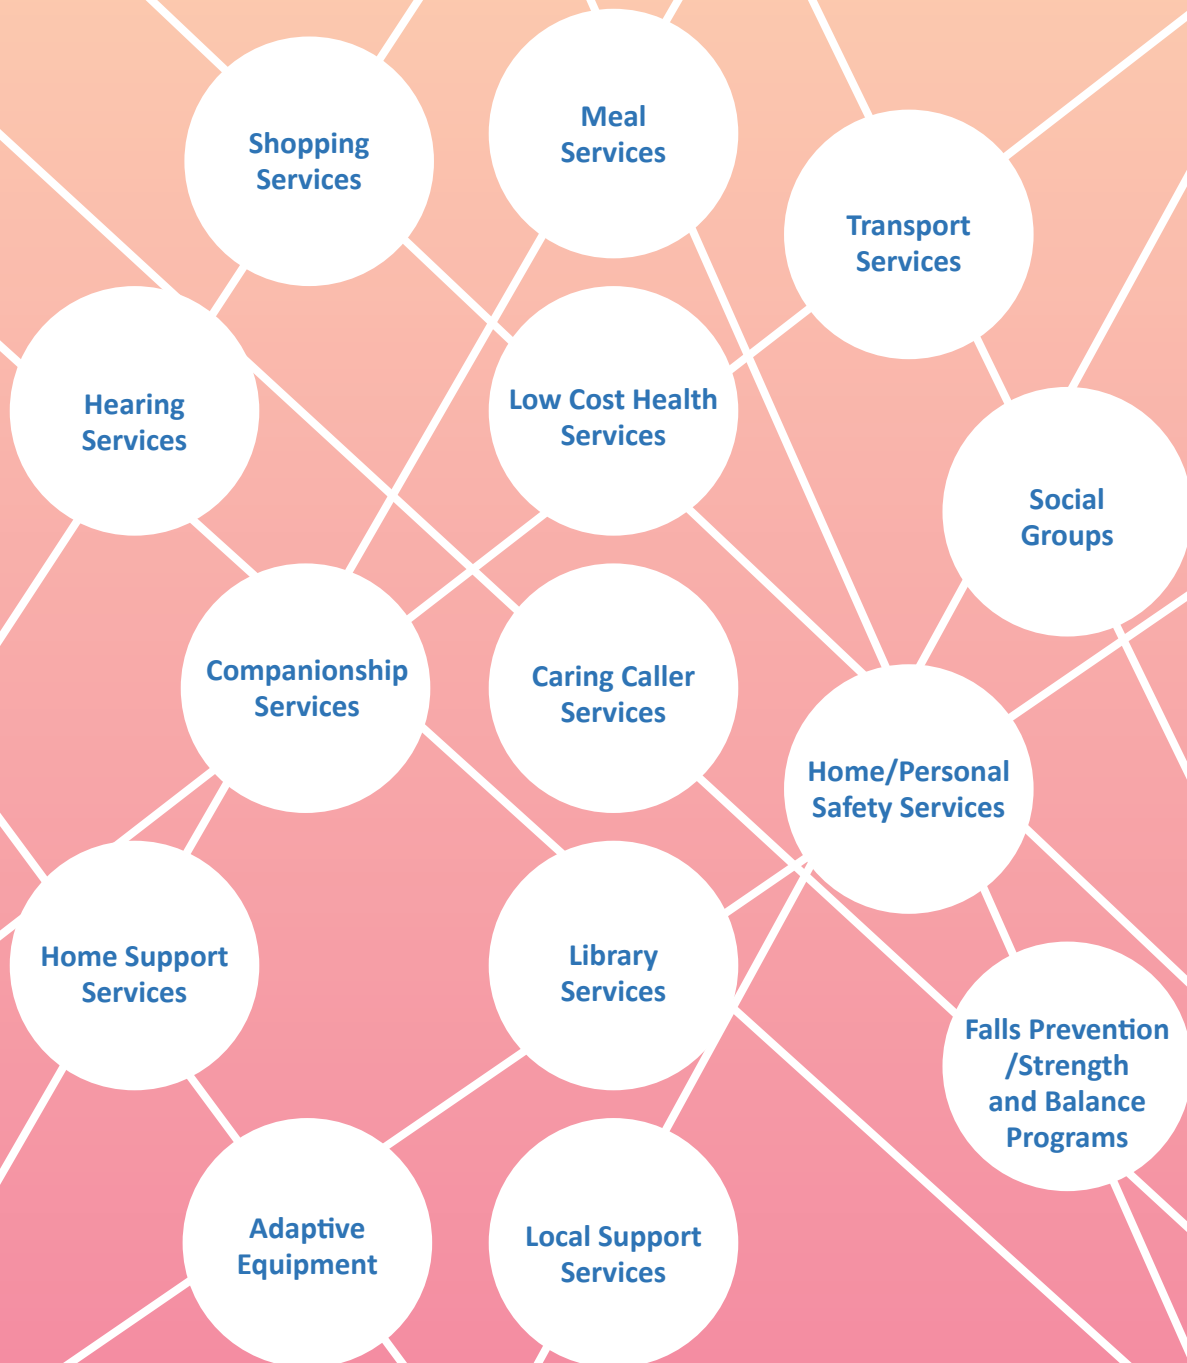 Shopping
Services
Meal
Services
Transport
Services
Hearing
Services
Low Cost Health
Services
Social
Groups
Companionship
Services
Caring Caller
Services
Home/Personal
Safety Services
Home Support
Services
Library
Services
Falls Prevention
/Strength
and Balance
Programs
Adaptive
Equipment
Local Support
Services